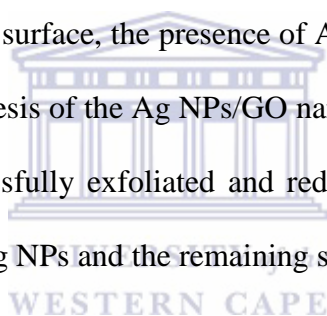 surface, the presence of A
esis of the Ag NPs/GO na
sfully exfoliated and red
g NPs and the remaining s
WESTERN CAPE